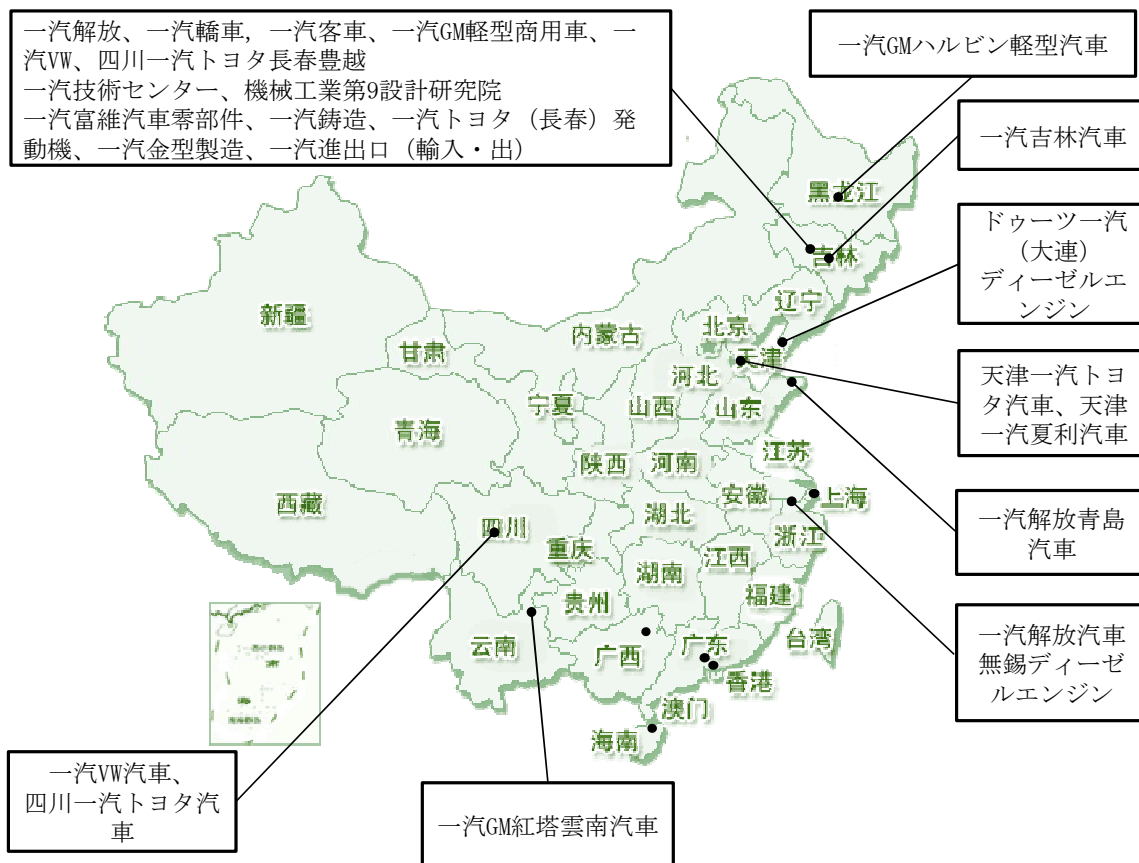 一汽解放、一汽轎車, 一汽客車、一汽GM軽型商用車、一
汽VW、四川一汽トヨタ長春豊越
一汽技術センター、機械工業第9設計研究院
一汽富維汽車零部件、一汽鋳造、一汽トヨタ（長春）発
動機、一汽金型製造、一汽進出口（輸入・出）
一汽GMハルビン軽型汽車
一汽吉林汽車
ドゥーツ一汽
（大連）
ディーゼルエ
ンジン
天津一汽トヨ
タ汽車、天津
一汽夏利汽車
一汽解放青島
汽車
一汽解放汽車
無錫ディーゼ
ルエンジン
一汽VW汽車、
四川一汽トヨタ汽
車
一汽GM紅塔雲南汽車
黑龙江
吉林
辽宁
新疆
内蒙古
北京
甘肃
天津
河北
宁夏
山西
山东
青海
陕西
河南
江苏
西藏
安徽
上海
四川
湖北
浙江
重庆
江西
湖南
贵州
福建
云南
广西
广东
台湾
香港
澳门
海南